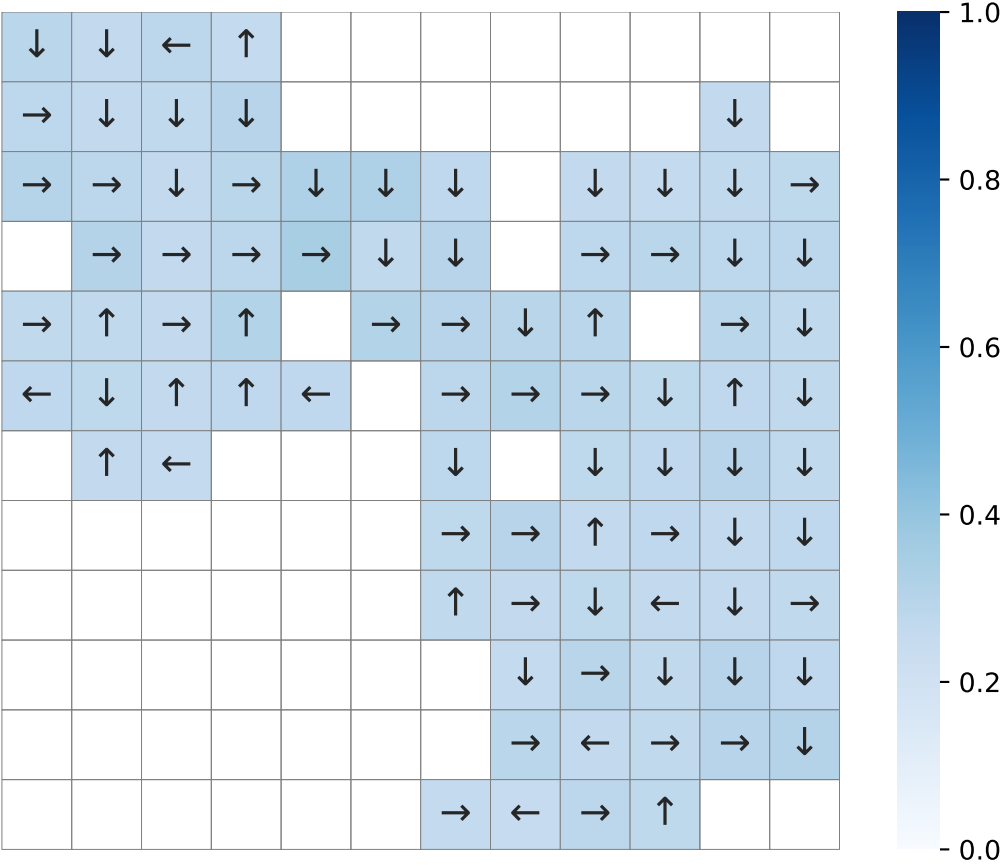 ↓ ↓ ← ↑
→ ↓ ↓ ↓ ↓
→ → ↓ → ↓ ↓ ↓ ↓ ↓ ↓ →
→ → → → ↓ ↓ → → ↓ ↓
→ ↑ → ↑ → → ↓ ↑ → ↓
← ↓ ↑ ↑ ← → → → ↓ ↑ ↓
↑ ← ↓ ↓ ↓ ↓ ↓
→ → ↑ → ↓ ↓
↑ → ↓ ← ↓ →
↓ → ↓ ↓ ↓
→ ← → → ↓
→ ← → ↑
1.0
0.8
0.6
0.4
0.2
0.0